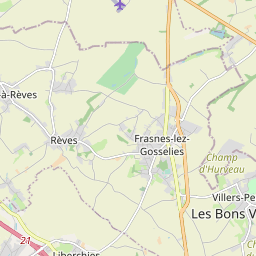 -à-Rèves
Rèves
Frasnes-lez-
Gosselies
Champ
d'Hurveau
Villers-Pe
Les Bons V
21
Liberchies